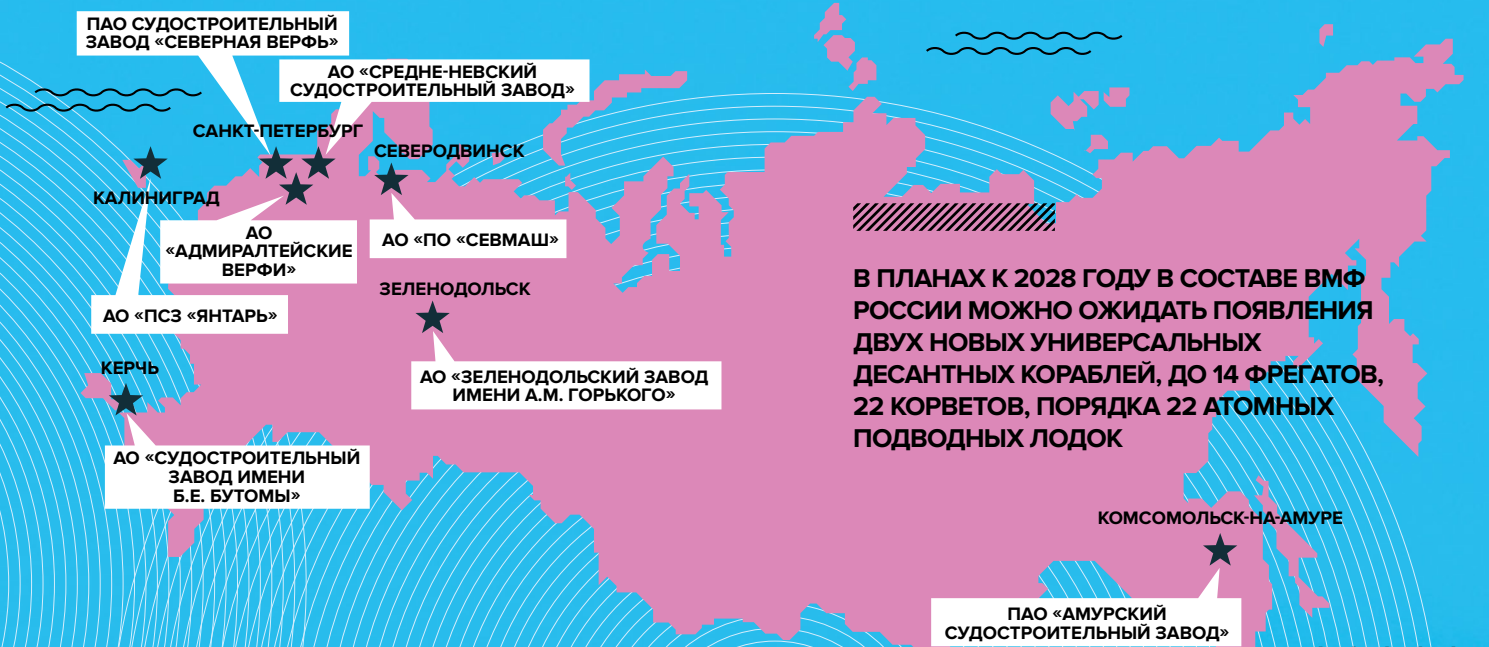 ПАО СУДОСТРОИТЕЛЬНЫЙ
ЗАВОД «СЕВЕРНАЯ ВЕРФЬ»
АО «СРЕДНЕ-НЕВСКИЙ
СУДОСТРОИТЕЛЬНЫЙ ЗАВОД»
САНКТ-ПЕТЕРБУРГ
СЕВЕРОДВИНСК
КАЛИНИГРАД
АО
«АДМИРАЛТЕЙСКИЕ
ВЕРФИ»
АО «ПО «СЕВМАШ»
АО «ПСЗ «ЯНТАРЬ»
ЗЕЛЕНОДОЛЬСК
АО «ЗЕЛЕНОДОЛЬСКИЙ ЗАВОД
ИМЕНИ А.М. ГОРЬКОГО»
КЕРЧЬ
АО «СУДОСТРОИТЕЛЬНЫЙ
ЗАВОД ИМЕНИ
Б.Е. БУТОМЫ»
В ПЛАНАХ К 2028 ГОДУ В СОСТАВЕ ВМФ
РОССИИ МОЖНО ОЖИДАТЬ ПОЯВЛЕНИЯ
ДВУХ НОВЫХ УНИВЕРСАЛЬНЫХ
ДЕСАНТНЫХ КОРАБЛЕЙ, ДО 14 ФРЕГАТОВ,
22 КОРВЕТОВ, ПОРЯДКА 22 АТОМНЫХ
ПОДВОДНЫХ ЛОДОК
КОМСОМОЛЬСК-НА-АМУРЕ
ПАО «АМУРСКИЙ
СУДОСТРОИТЕЛЬНЫЙ ЗАВОД»